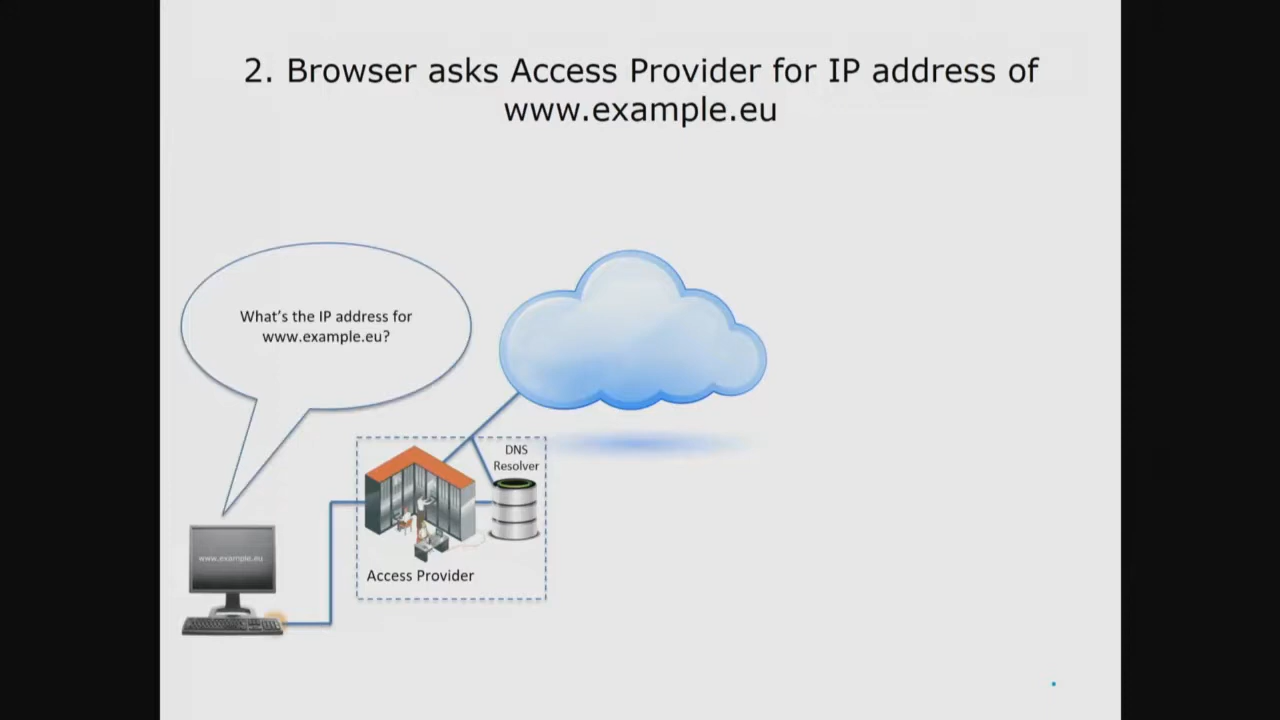 2. Browser asks Access Provider for IP address of
www.example.eu
What's the IP address for
www.example.eu?
DNS
Resolver
www.example.eu
Access Provider